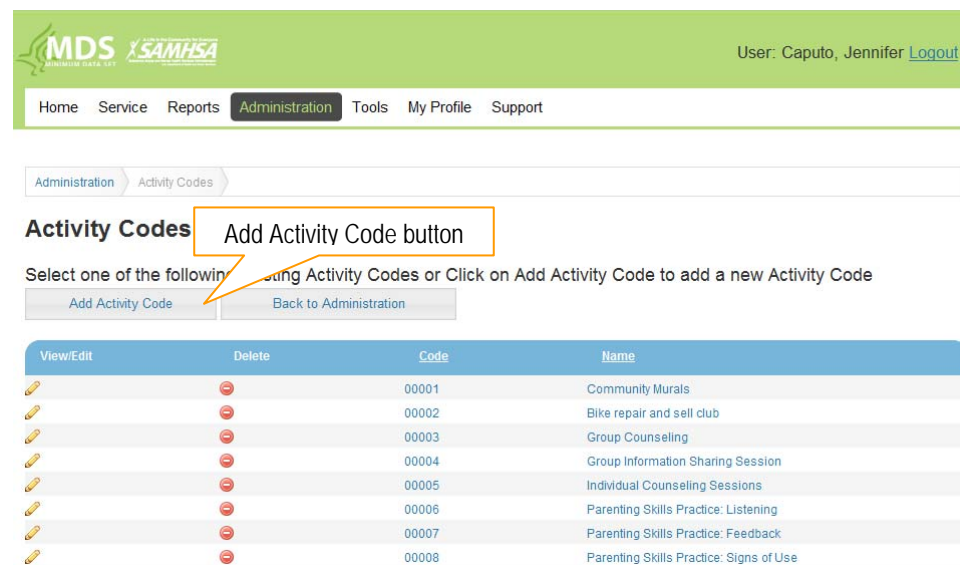 MDS XSAMHSA
MINIMUM DATA SET
User: Caputo, Jennifer Logout
Home Service Reports Administration Tools My Profile Support
Administration Activity Codes
Activity Codes
Add Activity Code button
Select one of the following Activity Codes or Click on Add Activity Code to add a new Activity Code
Add Activity Code Back to Administration
View/Edit Delete Code Name
00001 Community Murals
00002 Bike repair and sell club
00003 Group Counseling
00004 Group Information Sharing Session
00005 Individual Counseling Sessions
00006 Parenting Skills Practice: Listening
00007 Parenting Skills Practice: Feedback
00008 Parenting Skills Practice: Signs of Use